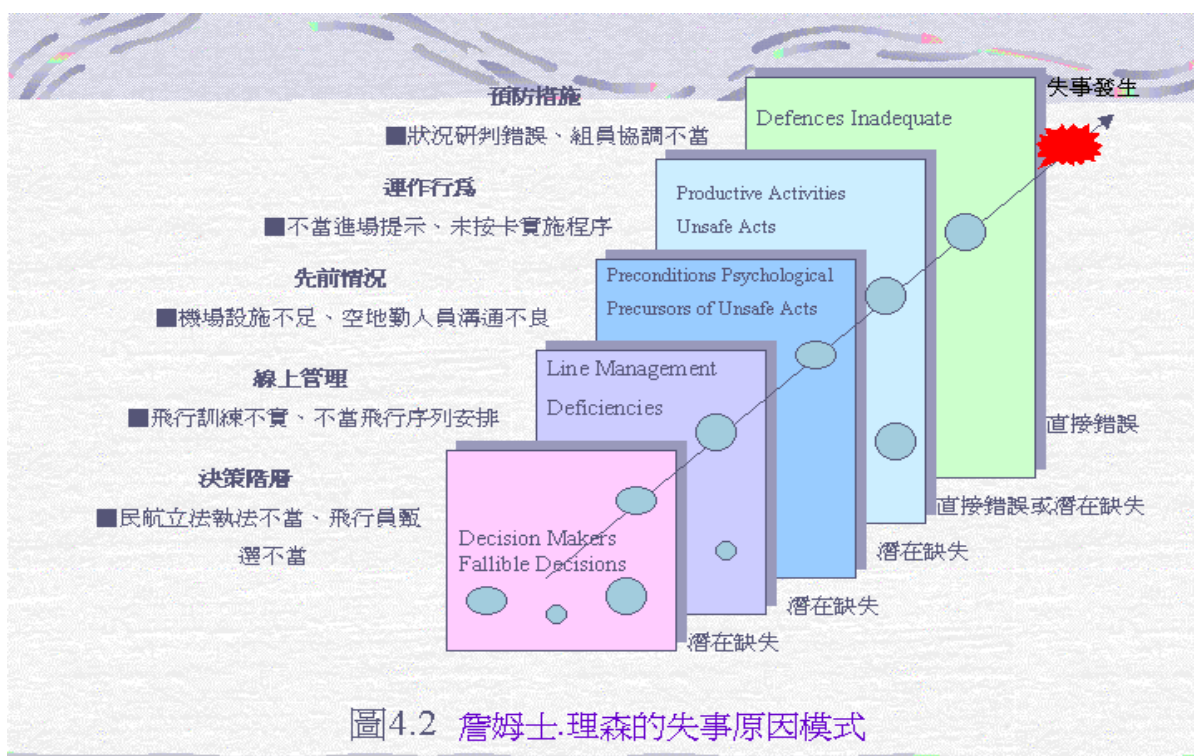 預防措施
■狀況研判錯誤、組員協調不當
運作行為
■不當進場提示、未按卡實施程序
先前情況
■機場設施不足、空地勤人員溝通不良
線上管理
■飛行訓練不實、不當飛行序列安排
決策階層
■民航立法執法不當、飛行員甄
選不當
失事發生
Defences Inadequate
Productive Activities
Unsafe Acts
Preconditions Psychological
Precursors of Unsafe Acts
Line Management
Deficiencies
Decision Makers
Fallible Decisions
直接錯誤
直接錯誤或潛在缺失
潛在缺失
潛在缺失
潛在缺失
圖4.2 詹姆士.理森的失事原因模式